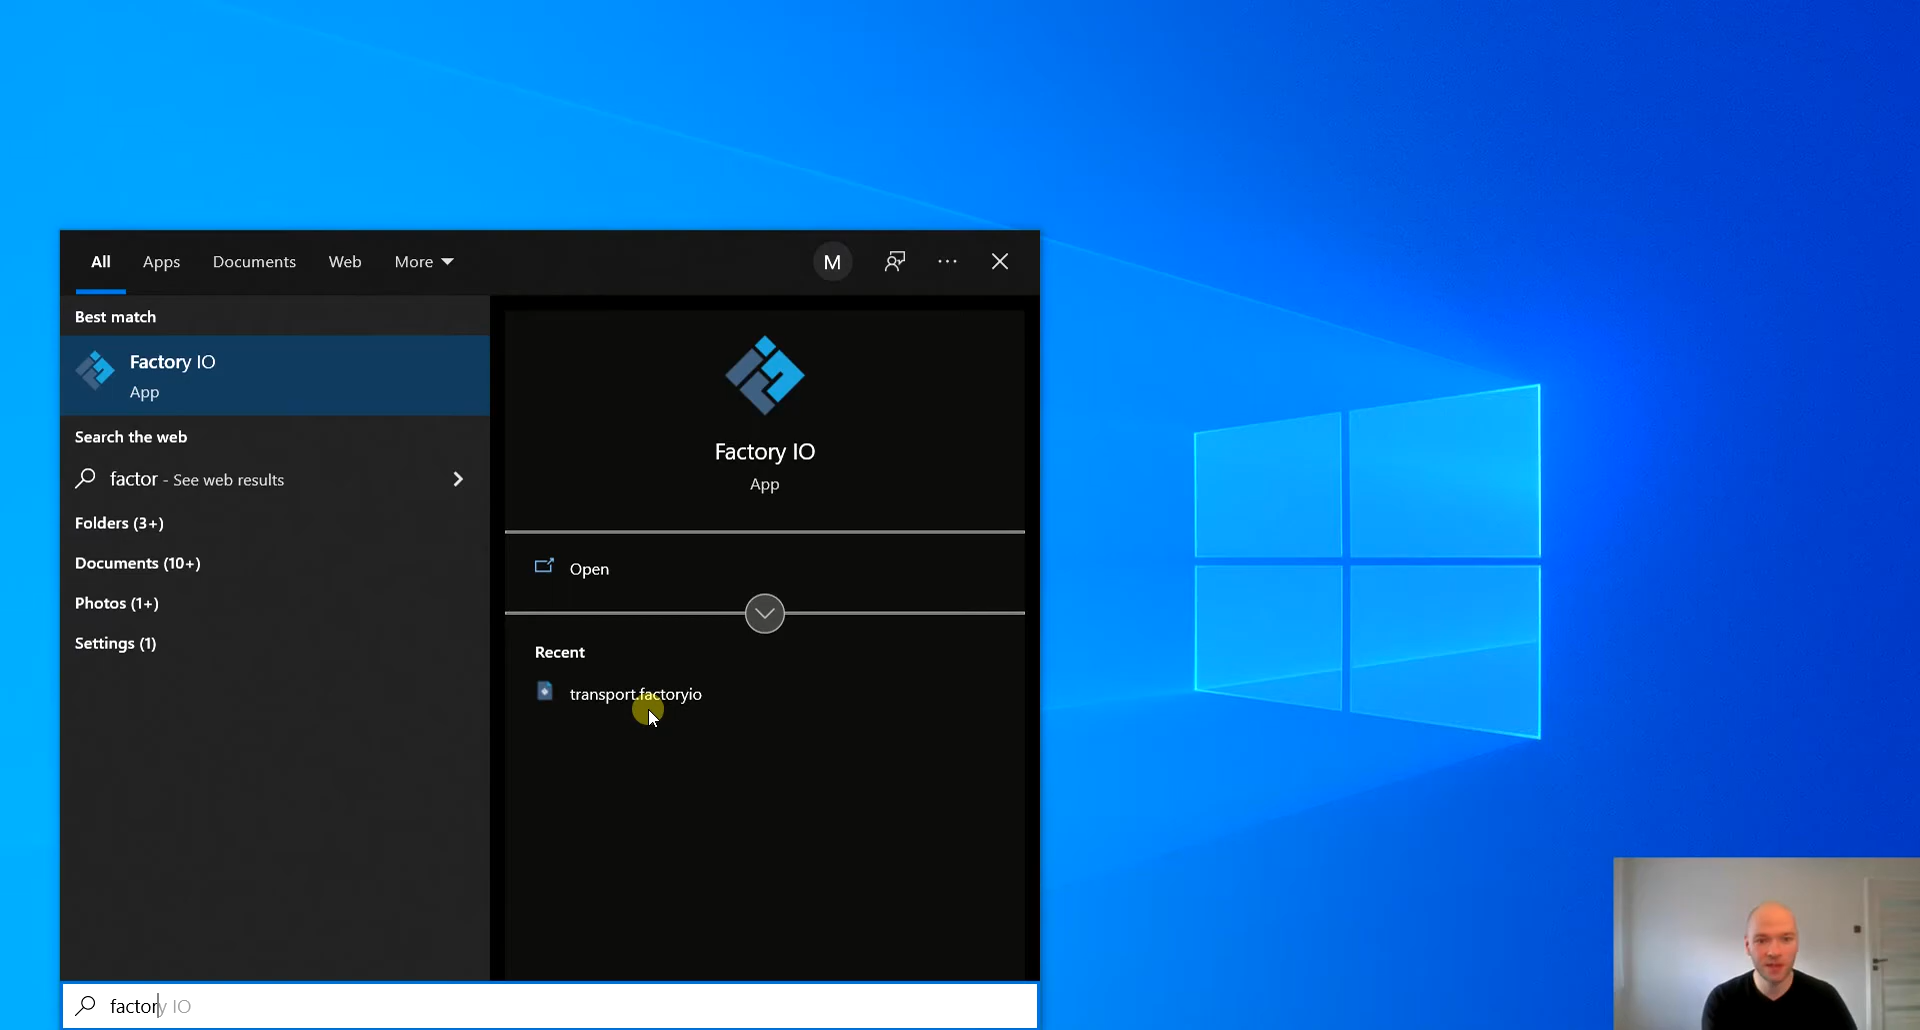 All Apps Documents Web More M
Best match
Factory IO
App
Search the web
factor - See web results
Folders (3+)
Documents (10+)
Photos (1+)
Settings (1)
Factory IO
App
Open
Recent
transport.factoryio
factory IO